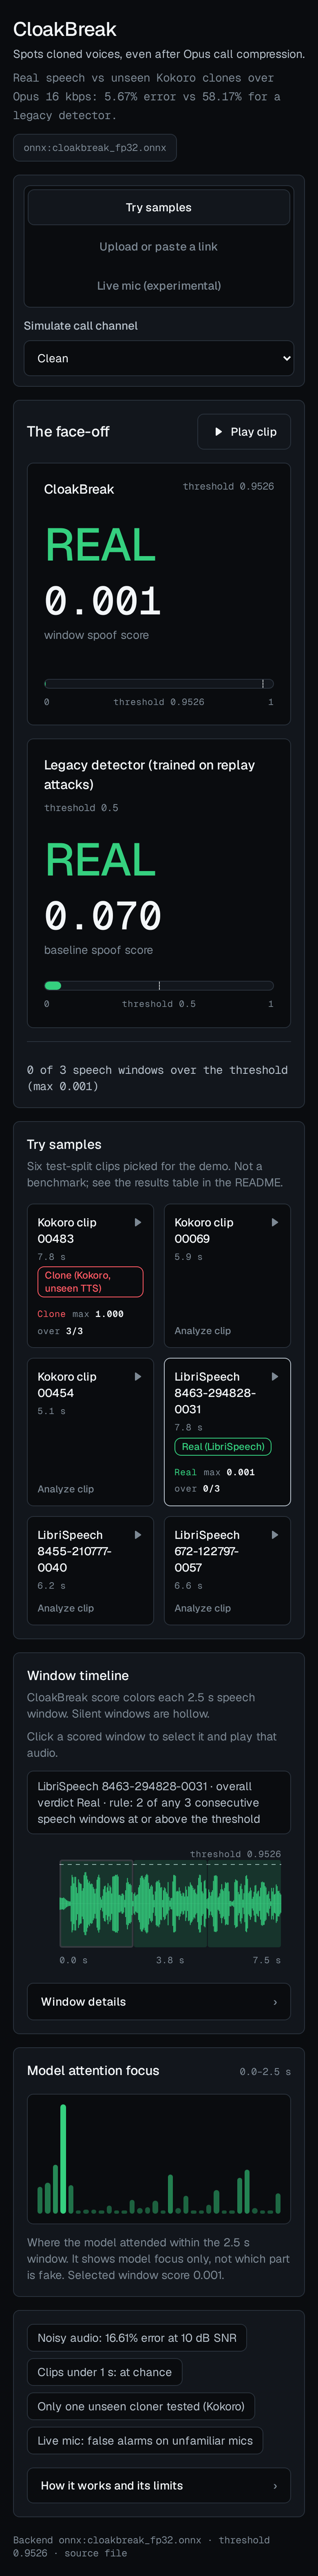 CloakBreak
Spots cloned voices, even after Opus call compression.
Real speech vs unseen Kokoro clones over
Opus 16 kbps: 5.67% error vs 58.17% for a
legacy detector.
onnx:cloakbreak_fp32.onnx
Try samples
Upload or paste a link
Live mic (experimental)
Simulate call channel
Clean
The face-off
Play clip
CloakBreak
threshold 0.9526
REAL
0.001
window spoof score
0 threshold 0.9526 1
Legacy detector (trained on replay
attacks)
threshold 0.5
REAL
0.070
baseline spoof score
0 threshold 0.5 1
0 of 3 speech windows over the threshold
(max 0.001)
Try samples
Six test-split clips picked for the demo. Not a
benchmark; see the results table in the README.
Kokoro clip
00483
7.8 s
Clone (Kokoro,
unseen TTS)
Clone max 1.000
over 3/3
Kokoro clip
00069
5.9 s
Analyze clip
Kokoro clip
00454
5.1 s
Analyze clip
LibriSpeech
8463-294828-
0031
7.8 s
Real (LibriSpeech)
Real max 0.001
over 0/3
LibriSpeech
8455-210777-
0040
6.2 s
Analyze clip
LibriSpeech
672-122797-
0057
6.6 s
Analyze clip
Window timeline
CloakBreak score colors each 2.5 s speech
window. Silent windows are hollow.
Click a scored window to select it and play that
audio.
LibriSpeech 8463-294828-0031 · overall
verdict Real · rule: 2 of any 3 consecutive
speech windows at or above the threshold
threshold 0.9526
0.0 s 3.8 s 7.5 s
Window details ›
Model attention focus
0.0–2.5 s
Where the model attended within the 2.5 s
window. It shows model focus only, not which part
is fake. Selected window score 0.001.
Noisy audio: 16.61% error at 10 dB SNR
Clips under 1 s: at chance
Only one unseen cloner tested (Kokoro)
Live mic: false alarms on unfamiliar mics
How it works and its limits ›
Backend onnx:cloakbreak_fp32.onnx · threshold
0.9526 · source file